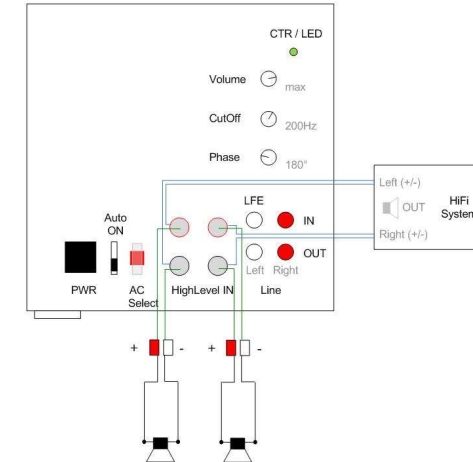 CTR / LED
Volume
max
CutOff
200Hz
Phase
180°
Left (+/-)
OUT
HiFi
System
Right (+/-)
LFE
IN
Auto
ON
OUT
Left Right
PWR
AC
Select
HighLevel IN
Line
+ - + -